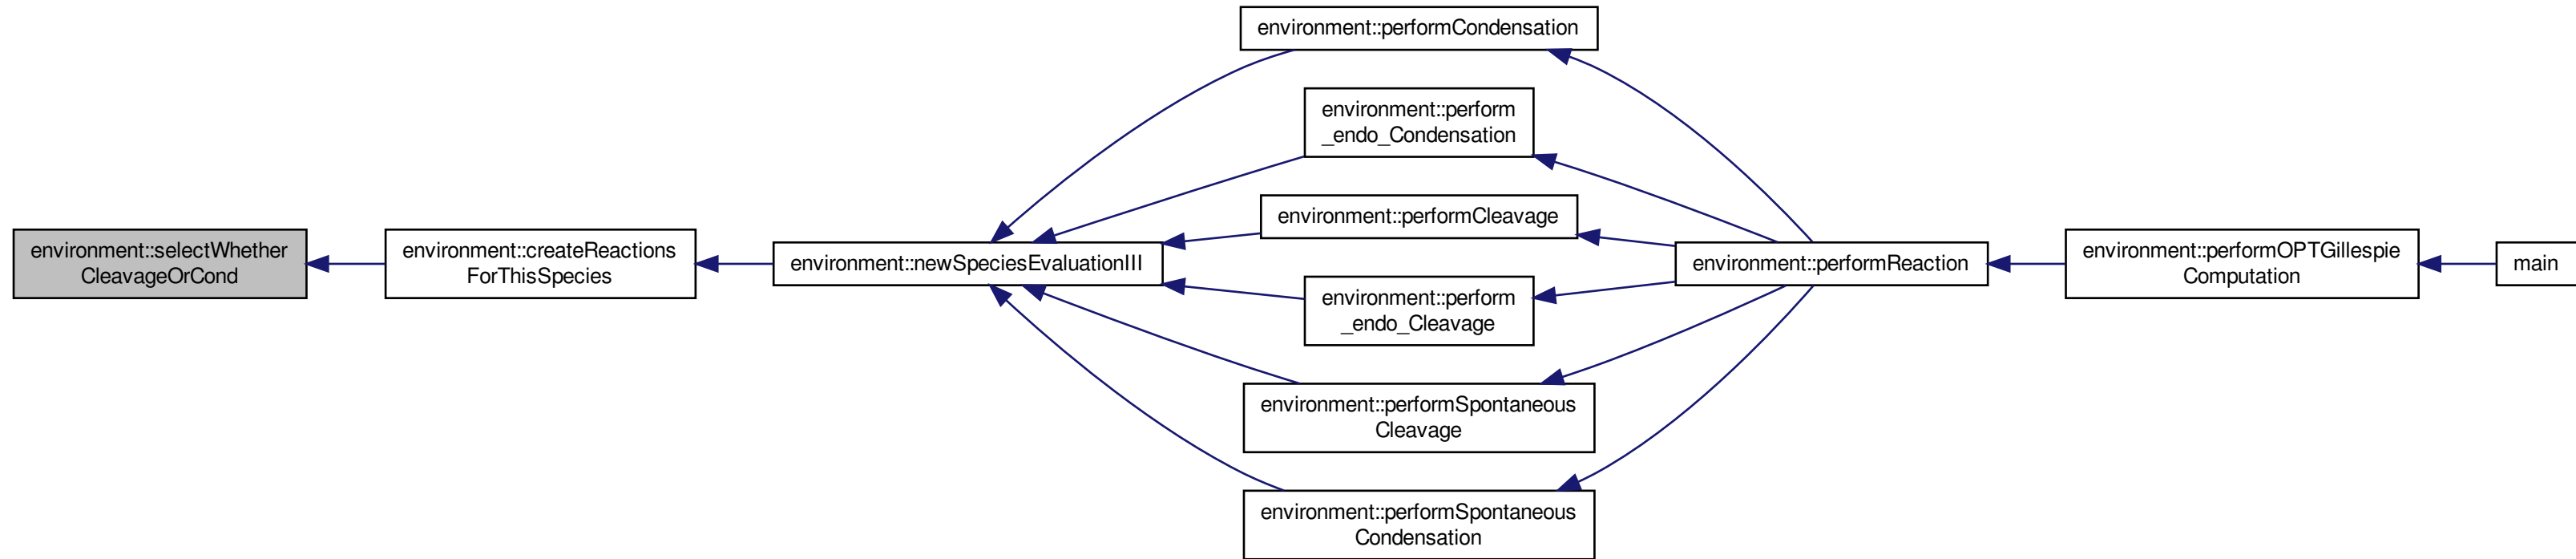 environment::selectWhether
CleavageOrCond
environment::createReactions
ForThisSpecies
environment::newSpeciesEvaluationIII
environment::performCondensation
environment::perform
_endo_Condensation
environment::performCleavage
environment::perform
_endo_Cleavage
environment::performSpontaneous
Cleavage
environment::performSpontaneous
Condensation
environment::performReaction
environment::performOPTGillespie
Computation
main